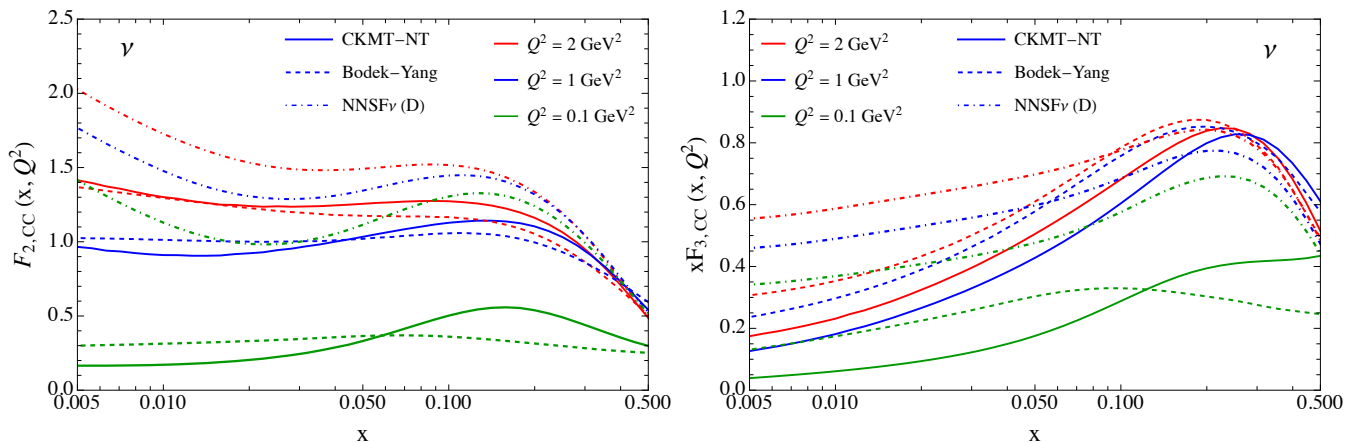 ν
CKMT−NT
Bodek−Yang
NNSFν (D)
Q² = 2 GeV²
Q² = 1 GeV²
Q² = 0.1 GeV²
F₂,CC (x, Q²)
2.5
2.0
1.5
1.0
0.5
0.0
0.005 0.010 0.050 0.100 0.500
x
Q² = 2 GeV²
Q² = 1 GeV²
Q² = 0.1 GeV²
CKMT−NT
Bodek−Yang
NNSFν (D)
ν
xF₃,CC (x, Q²)
1.2
1.0
0.8
0.6
0.4
0.2
0.0
0.005 0.010 0.050 0.100 0.500
x